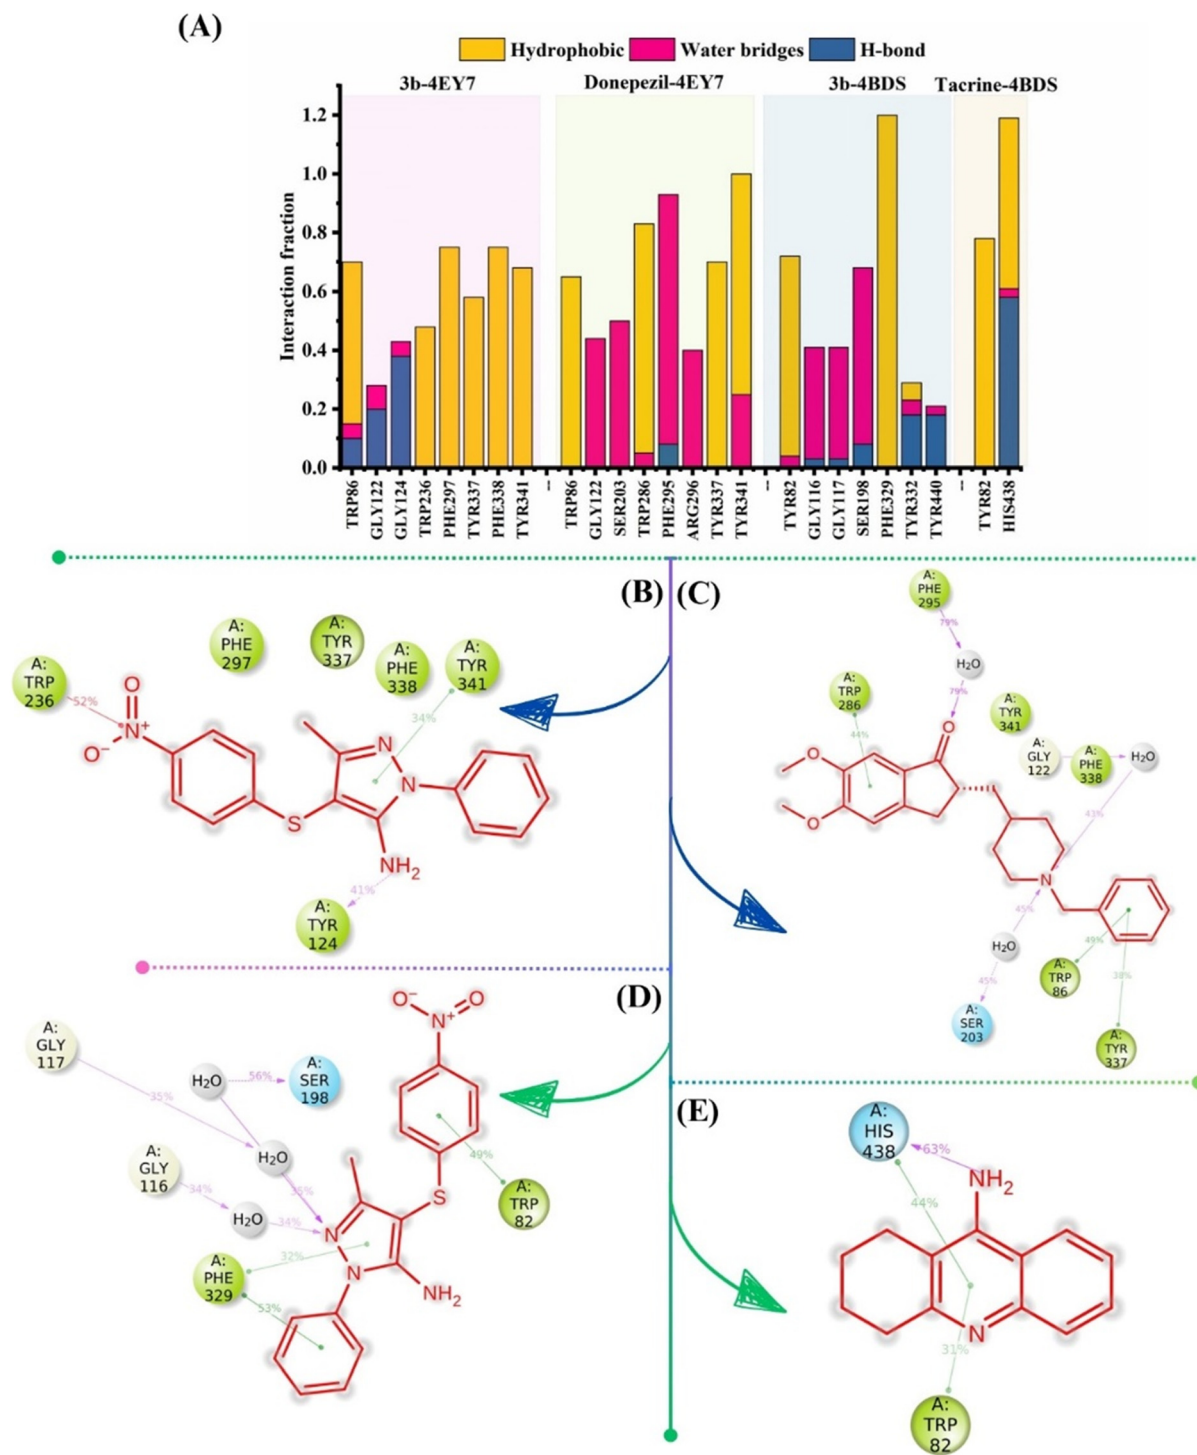 (A)
Hydrophobic Water bridges H-bond
3b-4EY7 Donepezil-4EY7 3b-4BDS Tacrine-4BDS
Interaction fraction
1.2
1.0
0.8
0.6
0.4
0.2
0.0
TRP86 GLY122 GLY124 TRP236 PHE297 TYR337 PHE338 TYR341 -- TRP86 GLY122 SER203 TRP286 PHE295 ARG296 TYR337 TYR341 -- TYR82 GLY116 GLY117 SER198 PHE329 TYR332 TYR440 -- TYR82 HIS438
(B)
A:
TRP
236
A:
PHE
297
A:
TYR
337
A:
PHE
338
A:
TYR
341
52%
34%
O
N+
O−
S
N
N
NH2
41%
A:
TYR
124
(C)
A:
PHE
295
79%
H2O
79%
A:
TRP
286
44%
O
A:
TYR
341
A:
GLY
122
A:
PHE
338
H2O
O
O
43%
N
45%
H2O
45%
A:
SER
203
49%
A:
TRP
86
38%
A:
TYR
337
(D)
O−
N+
O
A:
GLY
117
35%
H2O
56%
A:
SER
198
H2O
35%
A:
GLY
116
34%
H2O
34%
49%
A:
TRP
82
S
N
N
NH2
32%
A:
PHE
329
53%
(E)
A:
HIS
438
63%
NH2
44%
N
31%
A:
TRP
82